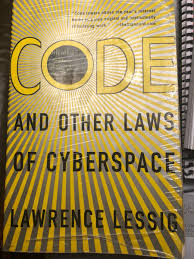 CODE
AND OTHER LAWS
OF CYBERSPACE
LAWRENCE LESSIG